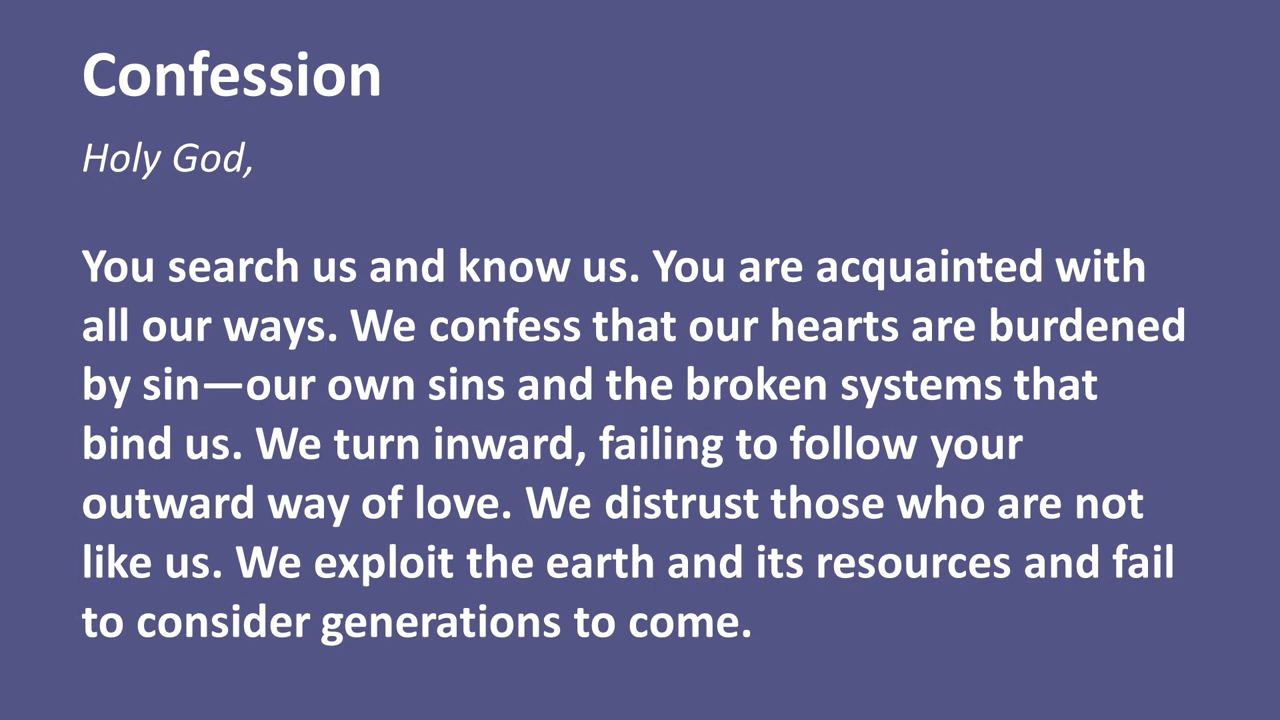 Confession
Holy God,
You search us and know us. You are acquainted with
all our ways. We confess that our hearts are burdened
by sin—our own sins and the broken systems that
bind us. We turn inward, failing to follow your
outward way of love. We distrust those who are not
like us. We exploit the earth and its resources and fail
to consider generations to come.